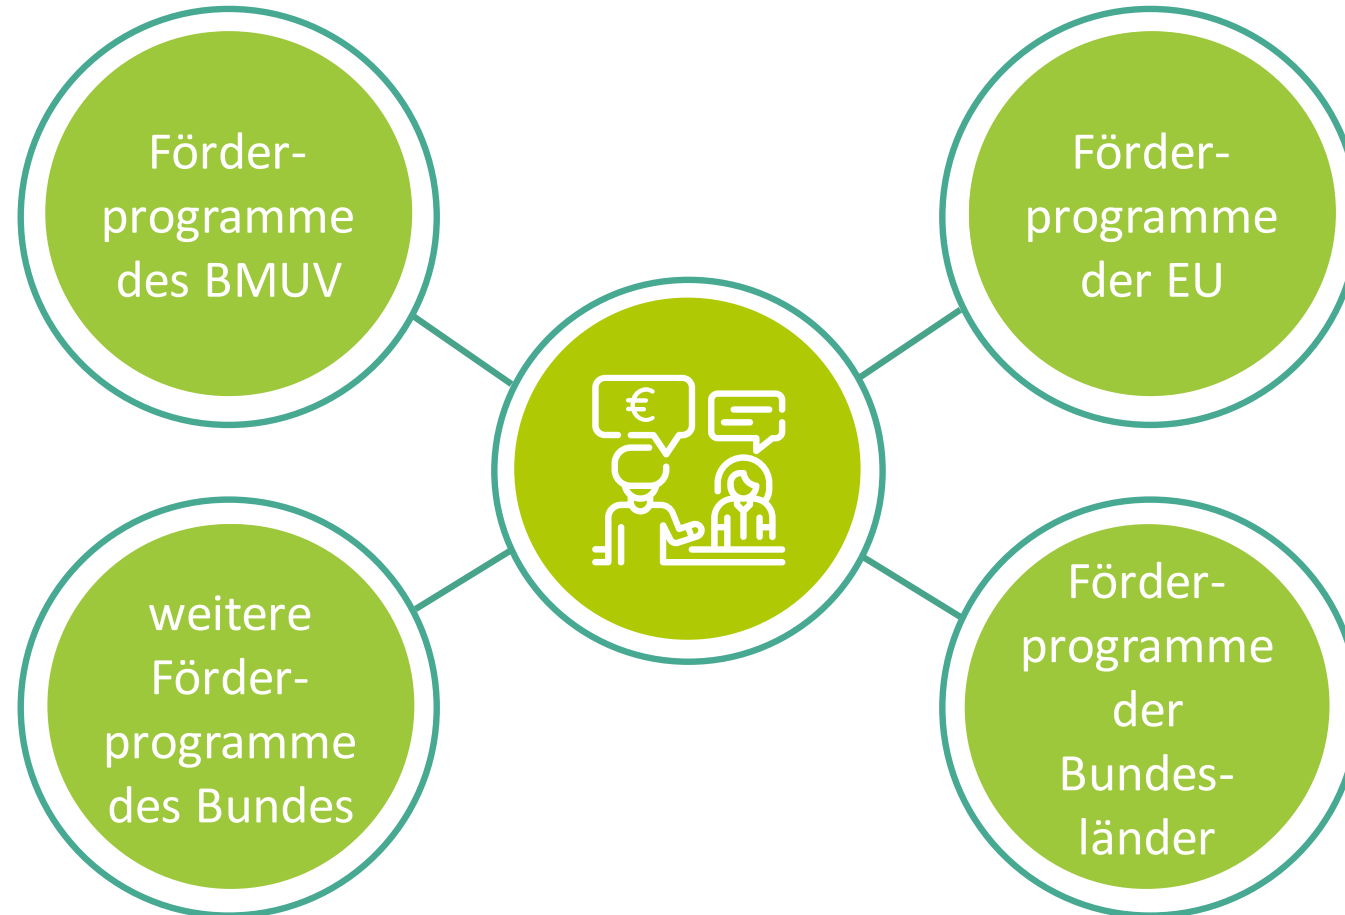 Förder-
programme
des BMUV
Förder-
programme
der EU
€
weitere
Förder-
programme
des Bundes
Förder-
programme
der
Bundes-
länder